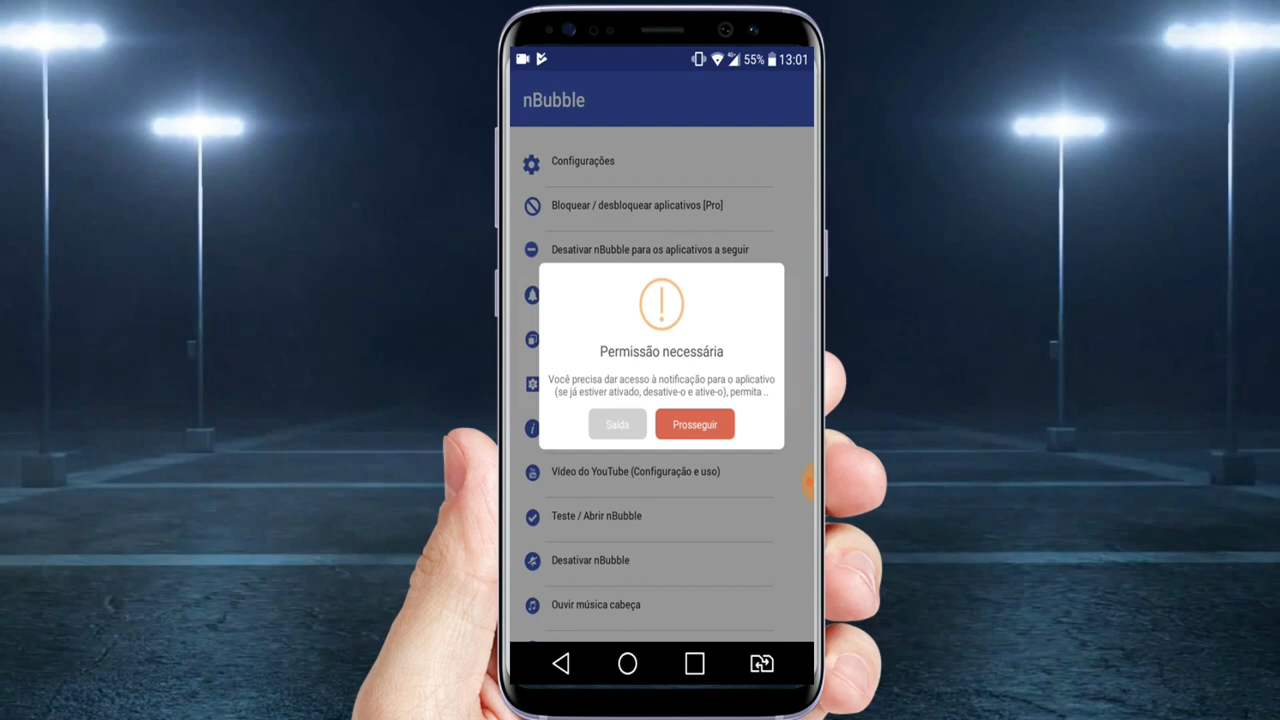 55% 13:01
nBubble
Configurações
Bloquear / desbloquear aplicativos [Pro]
Desativar nBubble para os aplicativos a seguir
Permissão necessária
Você precisa dar acesso à notificação para o aplicativo
(se já estiver ativado, desative-o e ative-o), permita ..
Saída
Prosseguir
Vídeo do YouTube (Configuração e uso)
Teste / Abrir nBubble
Desativar nBubble
Ouvir música cabeça